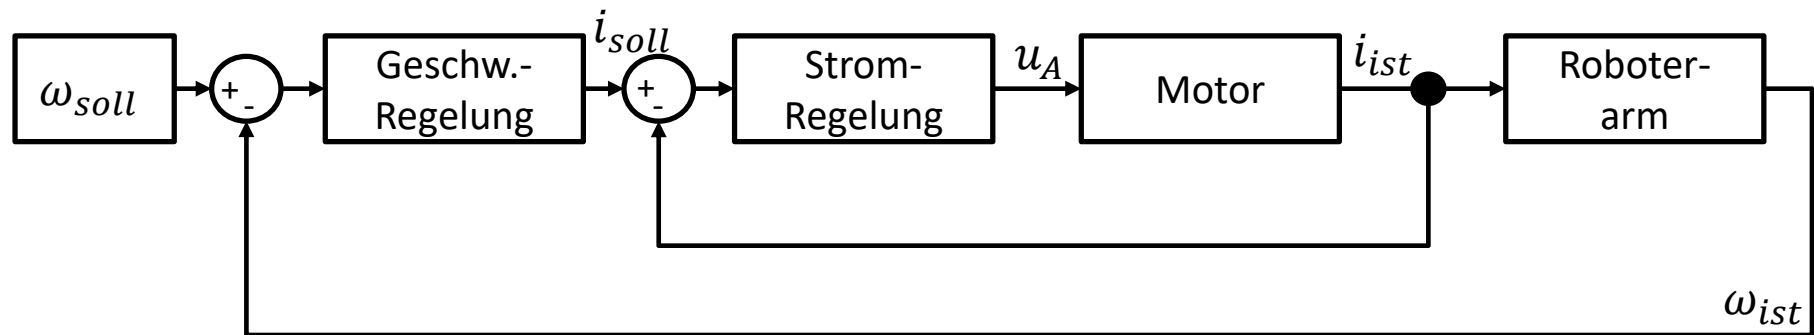 ω_soll
+
-
Geschw.-
Regelung
i_soll
+
-
Strom-
Regelung
u_A
Motor
i_ist
Roboter-
arm
ω_ist